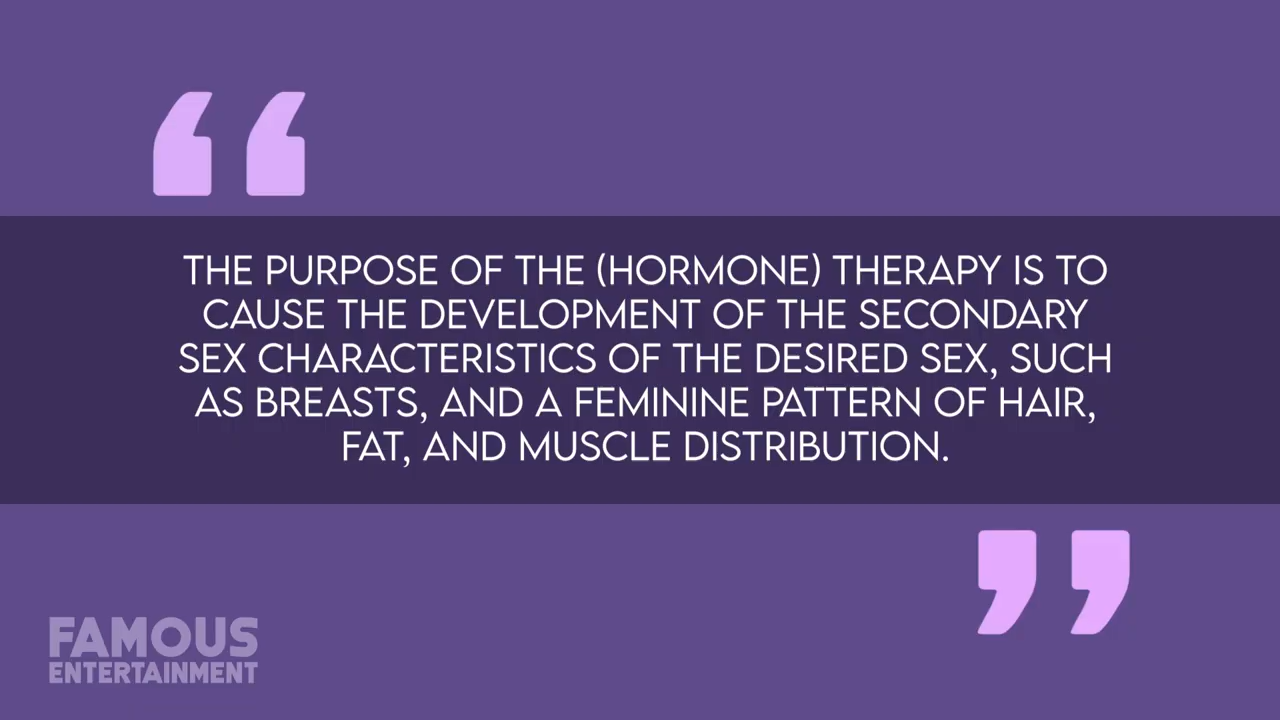 THE PURPOSE OF THE (HORMONE) THERAPY IS TO
CAUSE THE DEVELOPMENT OF THE SECONDARY
SEX CHARACTERISTICS OF THE DESIRED SEX, SUCH
AS BREASTS, AND A FEMININE PATTERN OF HAIR,
FAT, AND MUSCLE DISTRIBUTION.
FAMOUS
ENTERTAINMENT